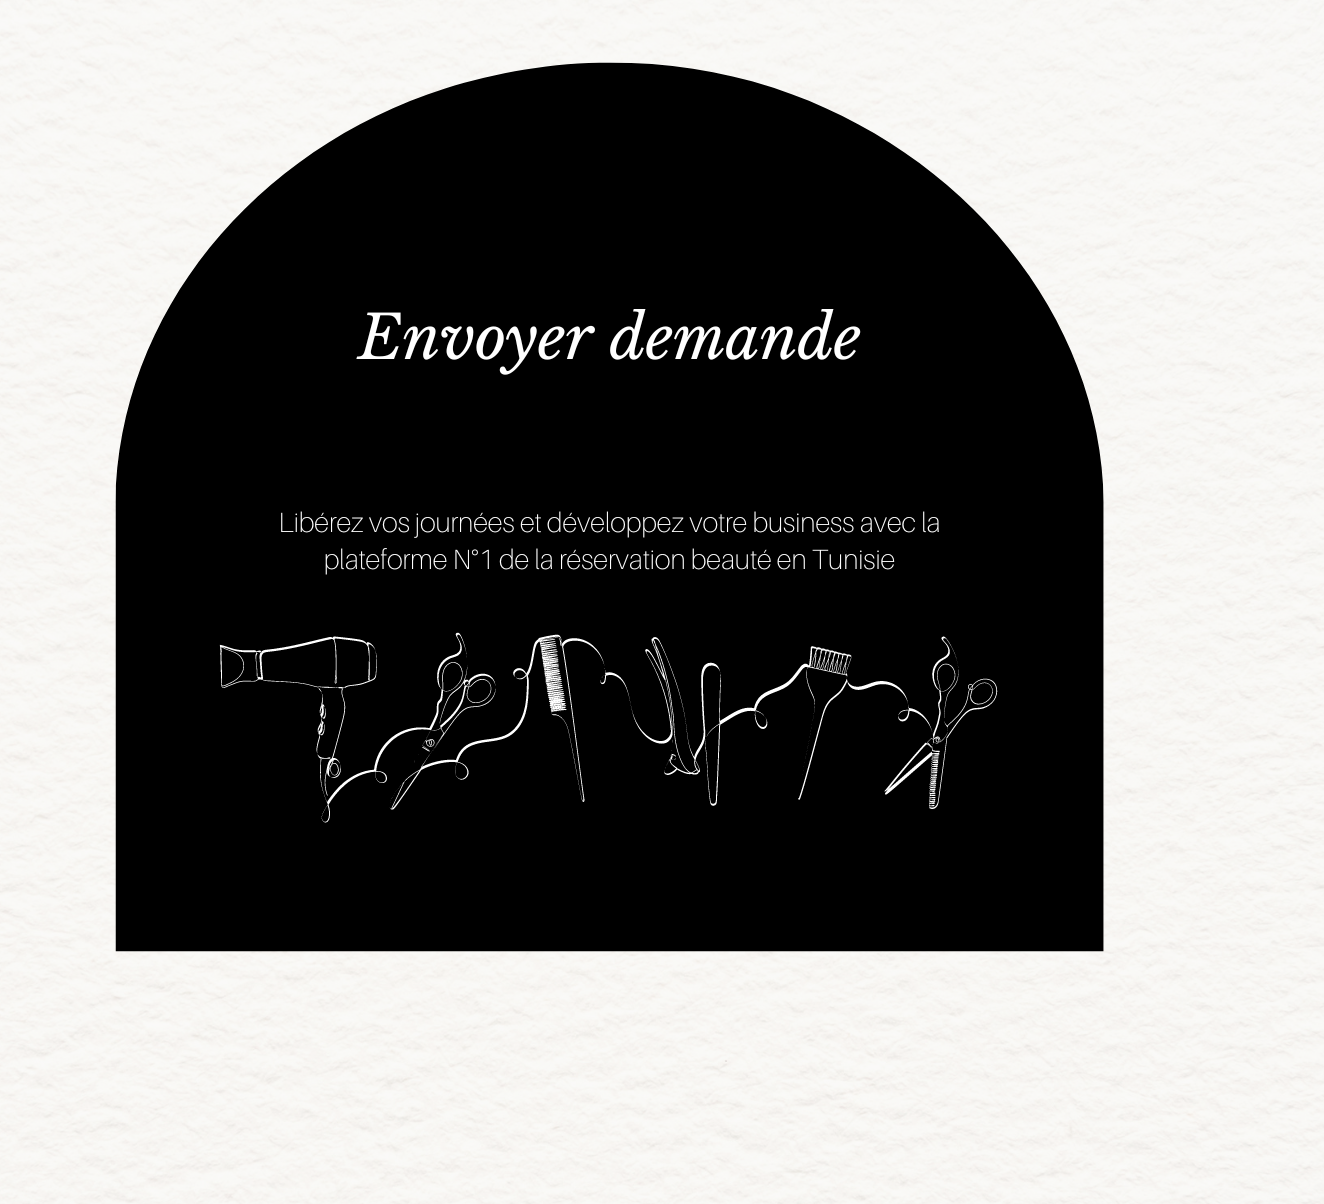 Envoyer demande
Libérez vos journées et développez votre business avec la
plateforme N°1 de la réservation beauté en Tunisie